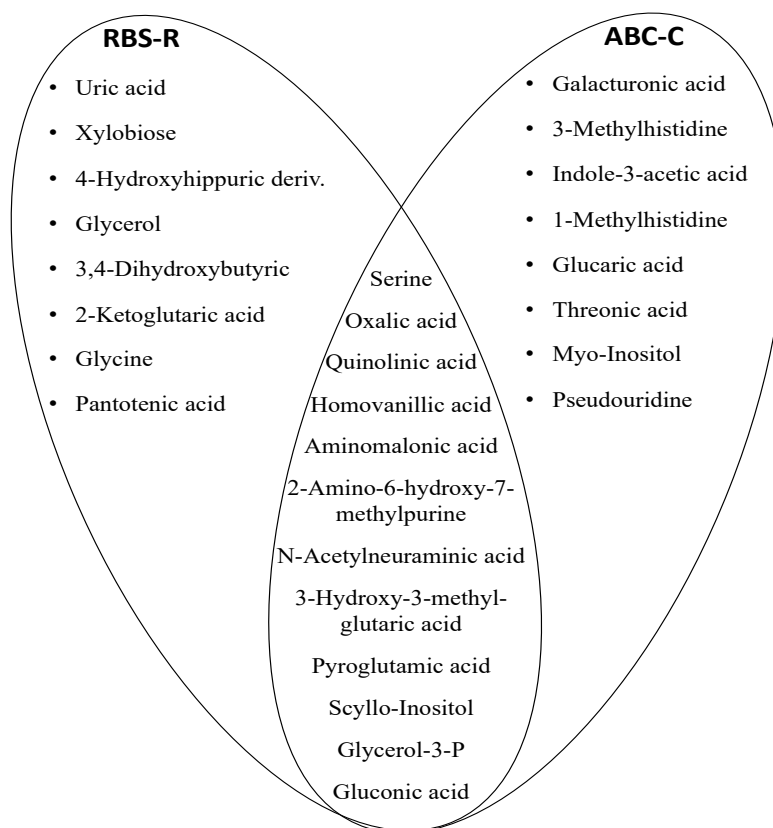 RBS-R
• Uric acid
• Xylobiose
• 4-Hydroxyhippuric deriv.
• Glycerol
• 3,4-Dihydroxybutyric
• 2-Ketoglutaric acid
• Glycine
• Pantotenic acid
ABC-C
• Galacturonic acid
• 3-Methylhistidine
• Indole-3-acetic acid
• 1-Methylhistidine
• Glucaric acid
• Threonic acid
• Myo-Inositol
• Pseudouridine
Serine
Oxalic acid
Quinolinic acid
Homovanillic acid
Aminomalonic acid
2-Amino-6-hydroxy-7-
methylpurine
N-Acetylneuraminic acid
3-Hydroxy-3-methyl-
glutaric acid
Pyroglutamic acid
Scyllo-Inositol
Glycerol-3-P
Gluconic acid